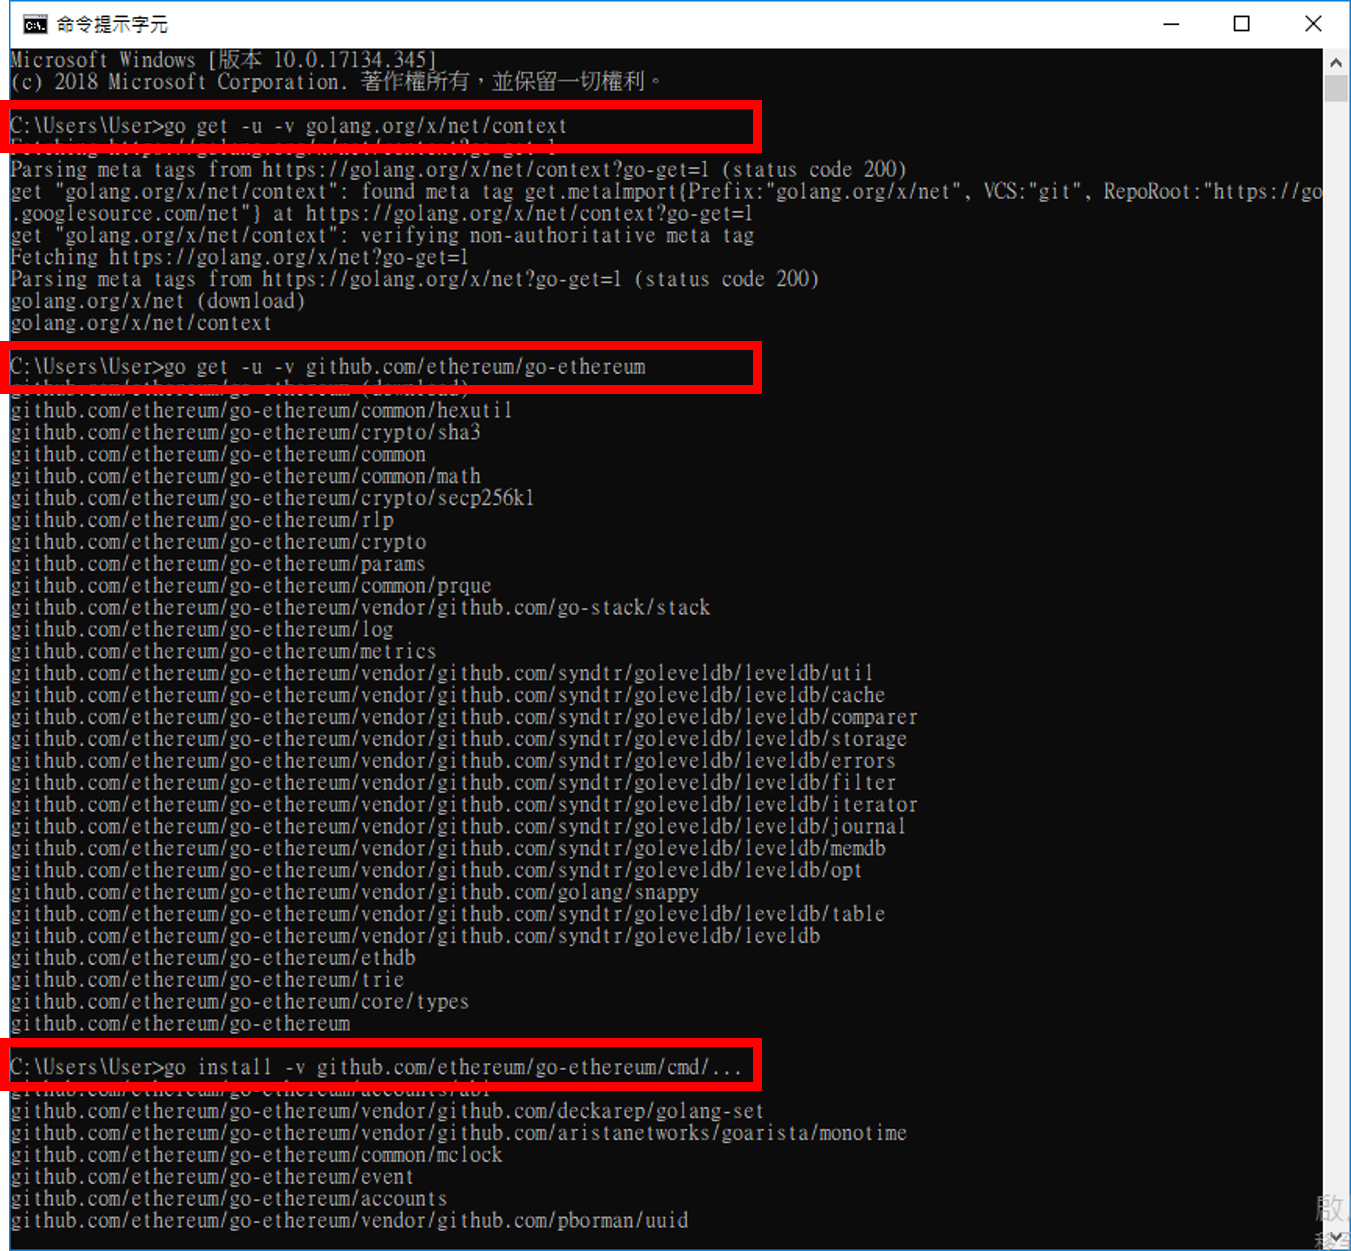 命令提示字元
Microsoft Windows [版本 10.0.17134.345]
(c) 2018 Microsoft Corporation. 著作權所有，並保留一切權利。
C:\Users\User>go get -u -v golang.org/x/net/context
Fetching https://golang.org/x/net/context?go-get=1
Parsing meta tags from https://golang.org/x/net/context?go-get=1 (status code 200)
get "golang.org/x/net/context": found meta tag get.metaImport{Prefix:"golang.org/x/net", VCS:"git", RepoRoot:"https://go
.googlesource.com/net"} at https://golang.org/x/net/context?go-get=1
get "golang.org/x/net/context": verifying non-authoritative meta tag
Fetching https://golang.org/x/net?go-get=1
Parsing meta tags from https://golang.org/x/net?go-get=1 (status code 200)
golang.org/x/net (download)
golang.org/x/net/context
C:\Users\User>go get -u -v github.com/ethereum/go-ethereum
github.com/ethereum/go-ethereum (download)
github.com/ethereum/go-ethereum/common/hexutil
github.com/ethereum/go-ethereum/crypto/sha3
github.com/ethereum/go-ethereum/common
github.com/ethereum/go-ethereum/common/math
github.com/ethereum/go-ethereum/crypto/secp256k1
github.com/ethereum/go-ethereum/rlp
github.com/ethereum/go-ethereum/crypto
github.com/ethereum/go-ethereum/params
github.com/ethereum/go-ethereum/common/prque
github.com/ethereum/go-ethereum/vendor/github.com/go-stack/stack
github.com/ethereum/go-ethereum/log
github.com/ethereum/go-ethereum/metrics
github.com/ethereum/go-ethereum/vendor/github.com/syndtr/goleveldb/leveldb/util
github.com/ethereum/go-ethereum/vendor/github.com/syndtr/goleveldb/leveldb/cache
github.com/ethereum/go-ethereum/vendor/github.com/syndtr/goleveldb/leveldb/comparer
github.com/ethereum/go-ethereum/vendor/github.com/syndtr/goleveldb/leveldb/storage
github.com/ethereum/go-ethereum/vendor/github.com/syndtr/goleveldb/leveldb/errors
github.com/ethereum/go-ethereum/vendor/github.com/syndtr/goleveldb/leveldb/filter
github.com/ethereum/go-ethereum/vendor/github.com/syndtr/goleveldb/leveldb/iterator
github.com/ethereum/go-ethereum/vendor/github.com/syndtr/goleveldb/leveldb/journal
github.com/ethereum/go-ethereum/vendor/github.com/syndtr/goleveldb/leveldb/memdb
github.com/ethereum/go-ethereum/vendor/github.com/syndtr/goleveldb/leveldb/opt
github.com/ethereum/go-ethereum/vendor/github.com/golang/snappy
github.com/ethereum/go-ethereum/vendor/github.com/syndtr/goleveldb/leveldb/table
github.com/ethereum/go-ethereum/vendor/github.com/syndtr/goleveldb/leveldb
github.com/ethereum/go-ethereum/ethdb
github.com/ethereum/go-ethereum/trie
github.com/ethereum/go-ethereum/core/types
github.com/ethereum/go-ethereum
C:\Users\User>go install -v github.com/ethereum/go-ethereum/cmd/...
github.com/ethereum/go-ethereum/accounts/abi
github.com/ethereum/go-ethereum/vendor/github.com/deckarep/golang-set
github.com/ethereum/go-ethereum/vendor/github.com/aristanetworks/goarista/monotime
github.com/ethereum/go-ethereum/common/mclock
github.com/ethereum/go-ethereum/event
github.com/ethereum/go-ethereum/accounts
github.com/ethereum/go-ethereum/vendor/github.com/pborman/uuid
啟